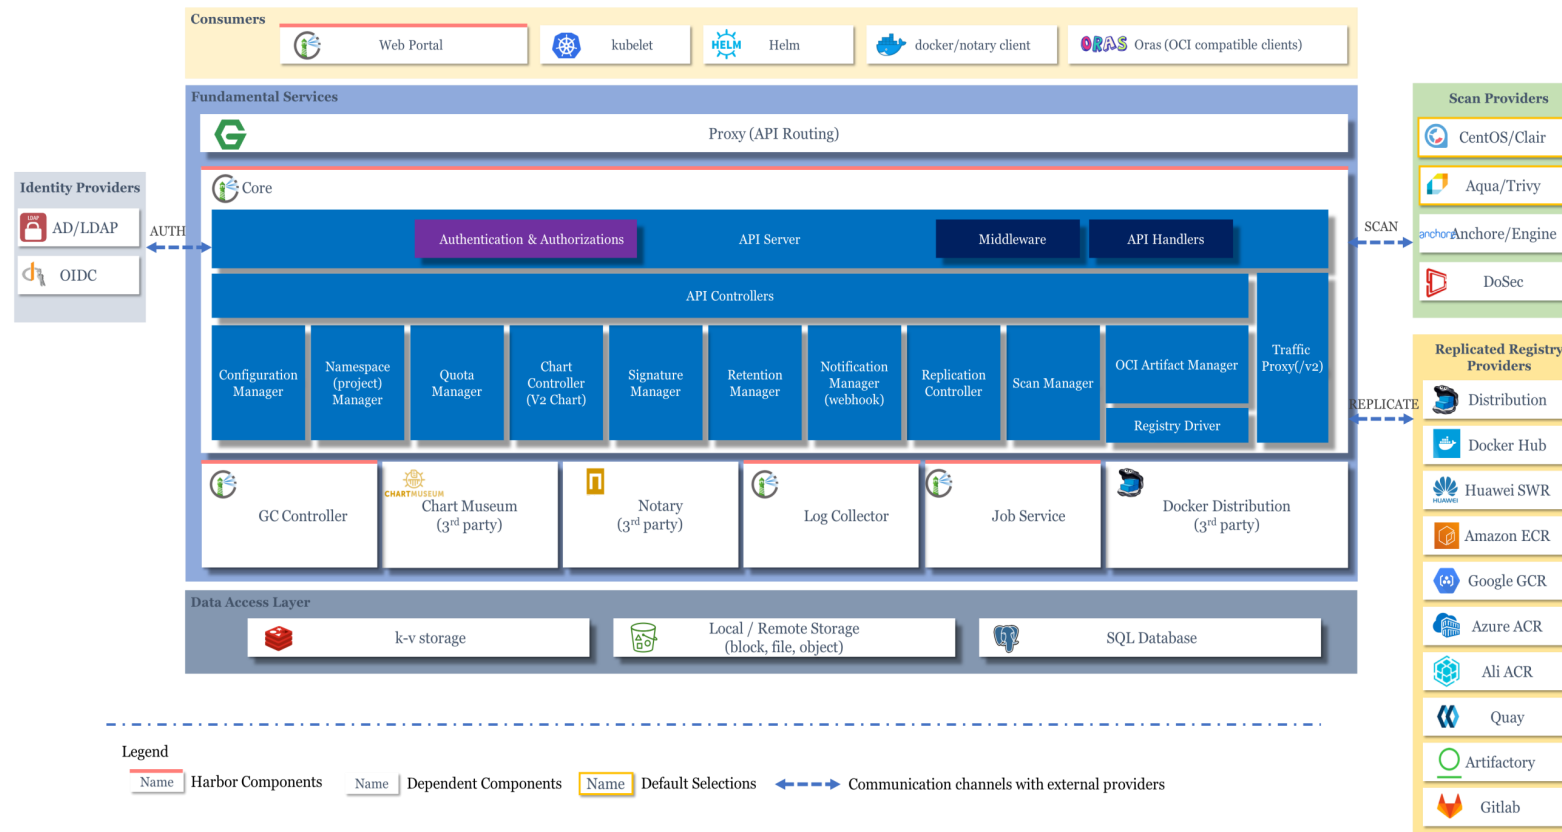 Consumers
Web Portal
kubelet
HELM
Helm
docker/notary client
ORAS
Oras (OCI compatible clients)
Fundamental Services
Proxy (API Routing)
Core
Authentication & Authorizations
API Server
Middleware
API Handlers
API Controllers
Configuration
Manager
Namespace
(project)
Manager
Quota
Manager
Chart
Controller
(V2 Chart)
Signature
Manager
Retention
Manager
Notification
Manager
(webhook)
Replication
Controller
Scan Manager
OCI Artifact Manager
Registry Driver
Traffic
Proxy(/v2)
GC Controller
CHARTMUSEUM
Chart Museum
(3rd party)
Notary
(3rd party)
Log Collector
Job Service
Docker Distribution
(3rd party)
Data Access Layer
k-v storage
Local / Remote Storage
(block, file, object)
SQL Database
Identity Providers
LDAP
AD/LDAP
OIDC
AUTH
SCAN
REPLICATE
Scan Providers
CentOS/Clair
Aqua/Trivy
anchore
Anchore/Engine
DoSec
Replicated Registry
Providers
Distribution
Docker Hub
HUAWEI
Huawei SWR
Amazon ECR
Google GCR
Azure ACR
Ali ACR
Quay
Artifactory
Gitlab
Legend
Name
Harbor Components
Name
Dependent Components
Name
Default Selections
Communication channels with external providers